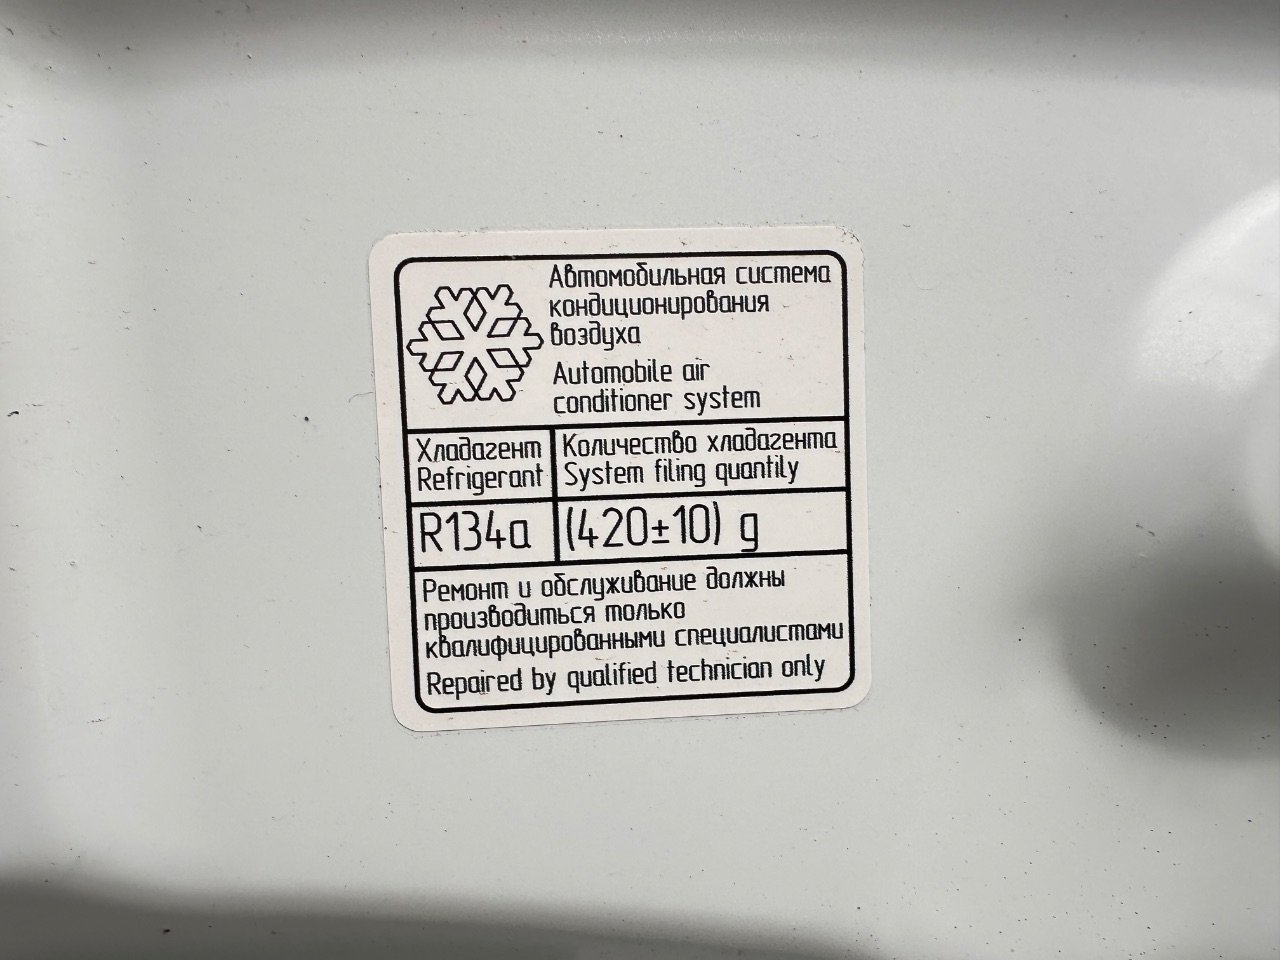 Автомобильная система
кондиционирования
воздуха
Automobile air
conditioner system
Хладагент
Refrigerant
Количество хладагента
System filing quantily
R134a
(420±10) g
Ремонт и обслуживание должны
производиться только
квалифицированными специалистами
Repaired by qualified technician only